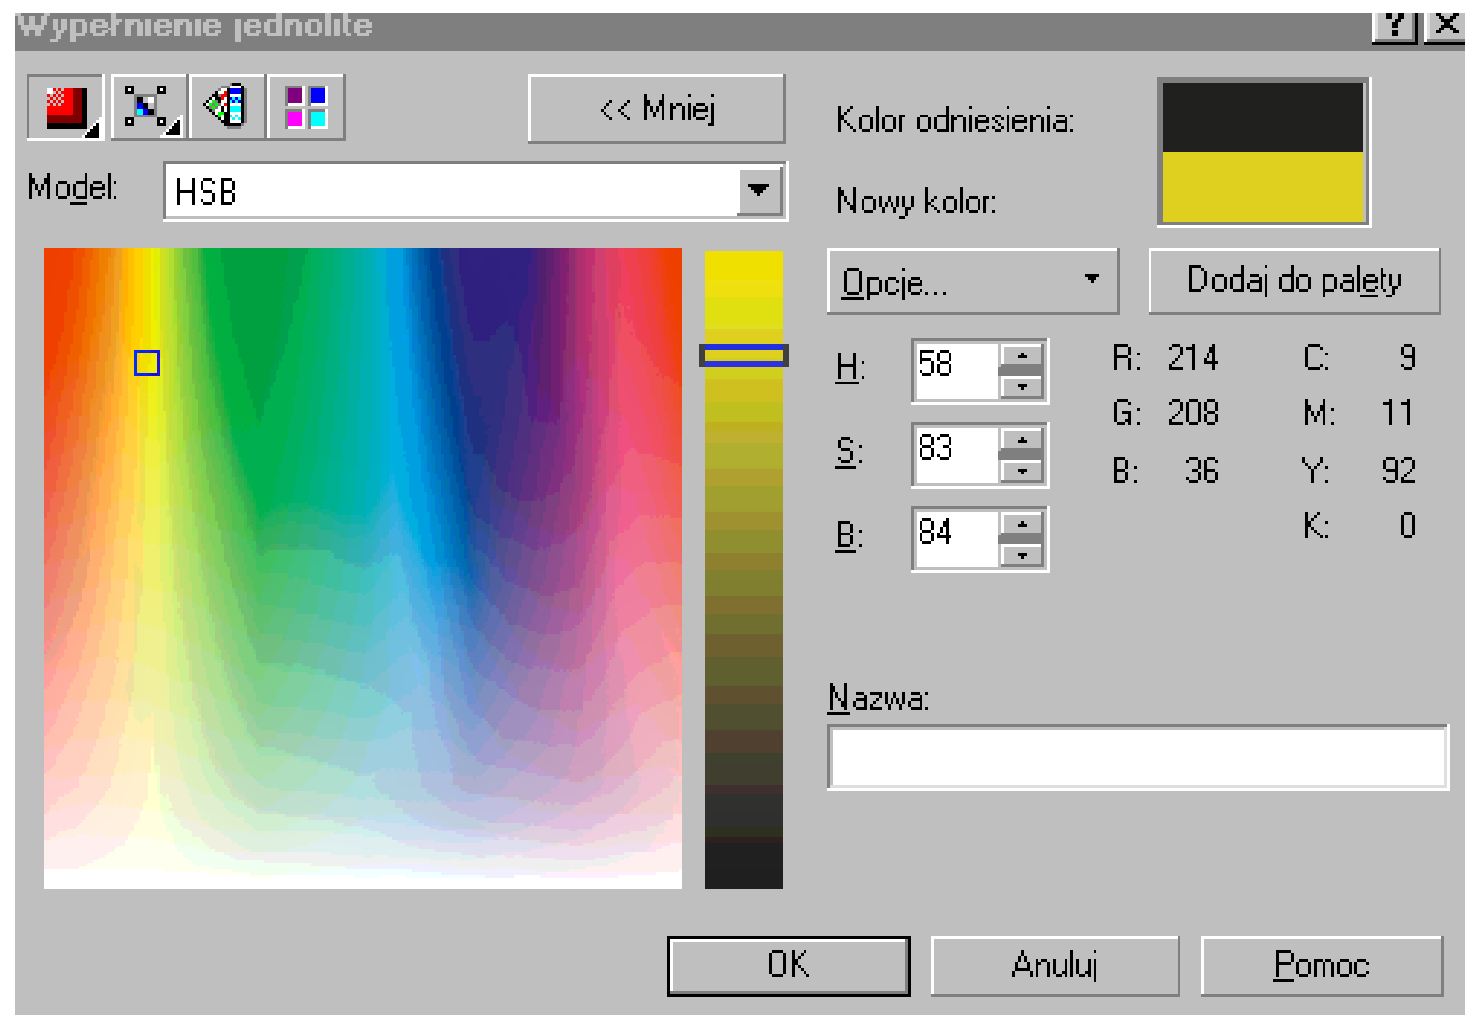 Wypełnienie jednolite
<< Mniej
Kolor odniesienia:
Model: HSB
Nowy kolor:
Opcje...
Dodaj do palety
H: 58 R: 214 C: 9
G: 208 M: 11
S: 83
B: 36 Y: 92
B: 84 K: 0
Nazwa:
OK Anuluj Pomoc